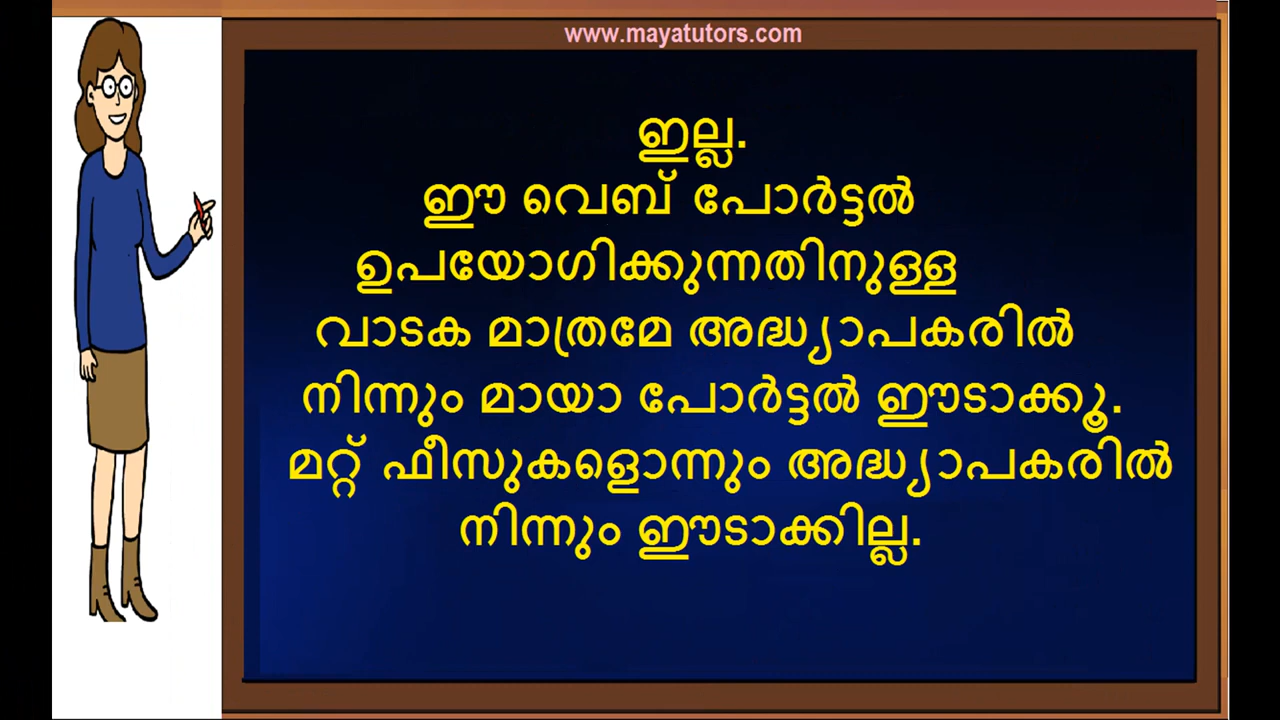 www.mayatutors.com
ഇല്ല.
ഈ വെബ് പോർട്ടൽ
ഉപയോഗിക്കുന്നതിനുള്ള
വാടക മാത്രമേ അദ്ധ്യാപകരിൽ
നിന്നും മായാ പോർട്ടൽ ഈടാക്കൂ.
മറ്റ് ഫീസുകളൊന്നും അദ്ധ്യാപകരിൽ
നിന്നും ഈടാക്കില്ല.